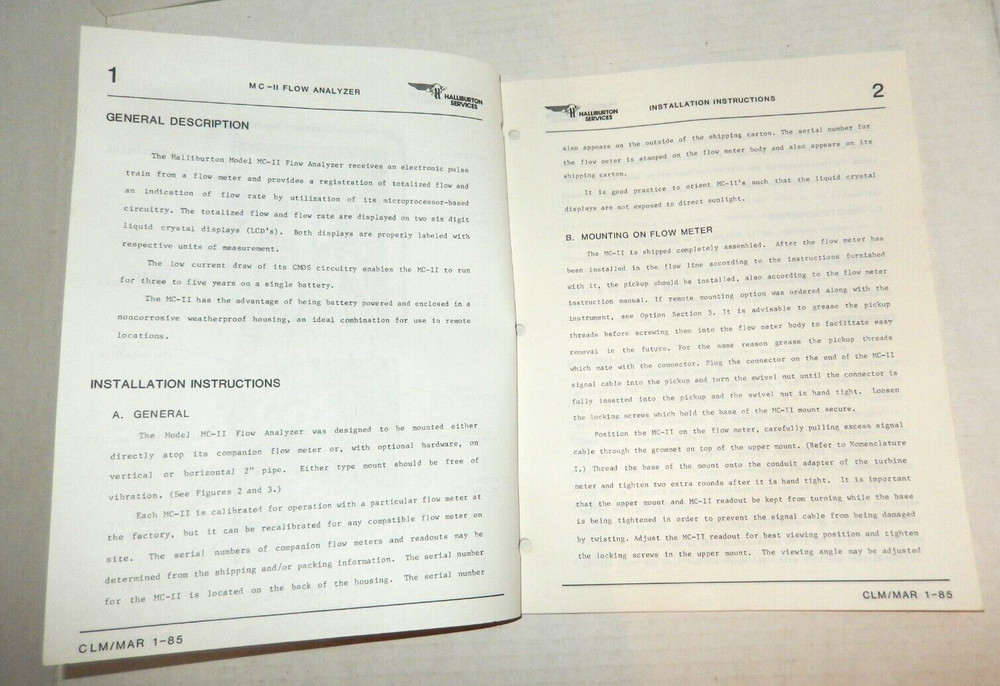 1
MC-II FLOW ANALYZER
HALLIBURTON
SERVICES
GENERAL DESCRIPTION
The Halliburton Model MC-II Flow Analyzer receives an electronic pulse
train from a flow meter and provides a registration of totalized flow and
an indication of flow rate by utilization of its microprocessor-based
circuitry. The totalized flow and flow rate are displayed on two six digit
liquid crystal displays (LCD's). Both displays are properly labeled with
respective units of measurement.
The low current draw of its CMOS circuitry enables the MC-II to run
for three to five years on a single battery.
The MC-II has the advantage of being battery powered and enclosed in a
noncorrosive weatherproof housing, an ideal combination for use in remote
locations.
INSTALLATION INSTRUCTIONS
A. GENERAL
The Model MC-II Flow Analyzer was designed to be mounted either
directly atop its companion flow meter or, with optional hardware, on
vertical or horizontal 2" pipe. Either type mount should be free of
vibration. (See Figures 2 and 3.)
Each MC-II is calibrated for operation with a particular flow meter at
the factory, but it can be recalibrated for any compatible flow meter on
site. The serial numbers of companion flow meters and readouts may be
determined from the shipping and/or packing information. The serial number
for the MC-II is located on the back of the housing. The serial number
CLM/MAR 1-85
HALLIBURTON
SERVICES
INSTALLATION INSTRUCTIONS
2
also appears on the outside of the shipping carton. The serial number for
the flow meter is stamped on the flow meter body and also appears on its
shipping carton.
It is good practice to orient MC-II's such that the liquid crystal
displays are not exposed to direct sunlight.
B. MOUNTING ON FLOW METER
The MC-II is shipped completely assembled. After the flow meter has
been installed in the flow line according to the instructions furnished
with it, the pickup should be installed, also according to the flow meter
instruction manual. If remote mounting option was ordered along with the
instrument, see Option Section 3. It is advisable to grease the pickup
threads before screwing them into the flow meter body to facilitate easy
removal in the future. For the same reason grease the pickup threads
which mate with the connector. Plug the connector on the end of the MC-II
signal cable into the pickup and turn the swivel nut until the connector is
fully inserted into the pickup and the swivel nut is hand tight. Loosen
the locking screws which hold the base of the MC-II mount secure.
Position the MC-II on the flow meter, carefully pulling excess signal
cable through the grommet on top of the upper mount. (Refer to Nomenclature
I.) Thread the base of the mount onto the conduit adapter of the turbine
meter and tighten two extra rounds after it is hand tight. It is important
that the upper mount and MC-II readout be kept from turning while the base
is being tightened in order to prevent the signal cable from being damaged
by twisting. Adjust the MC-II readout for best viewing position and tighten
the locking screws in the upper mount. The viewing angle may be adjusted
CLM/MAR 1-85